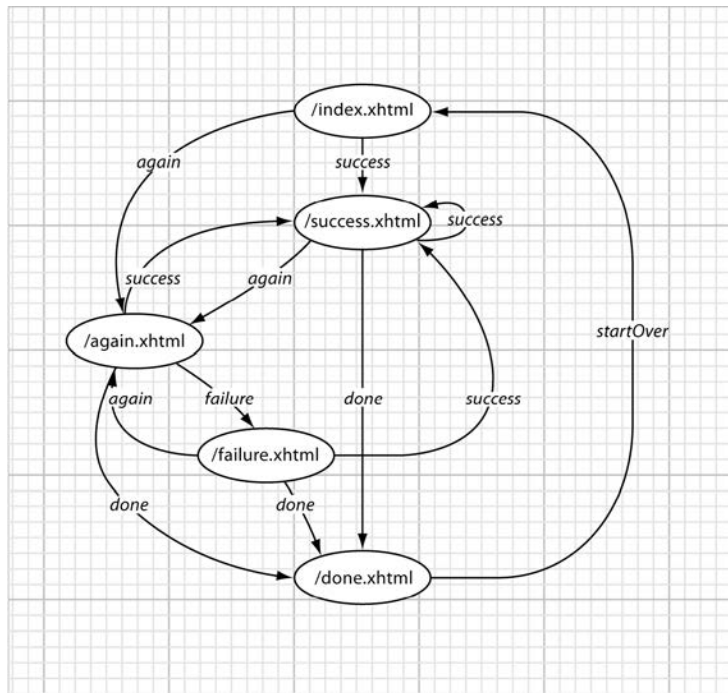 /index.xhtml
again
success
/success.xhtml
success
success
again
/again.xhtml
startOver
again
failure
done
success
/failure.xhtml
done
done
/done.xhtml